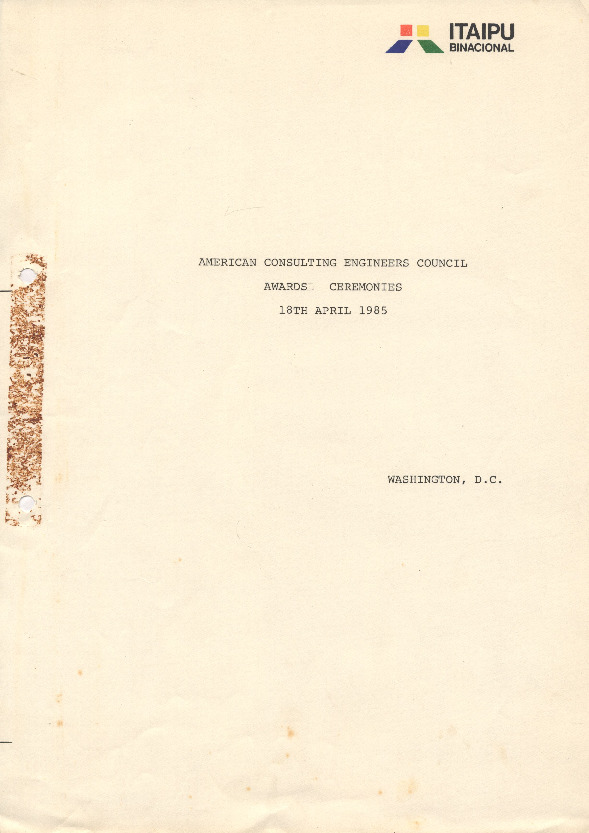 ITAIPU
BINACIONAL
AMERICAN CONSULTING ENGINEERS COUNCIL
AWARDS CEREMONIES
18TH APRIL 1985
WASHINGTON, D.C.